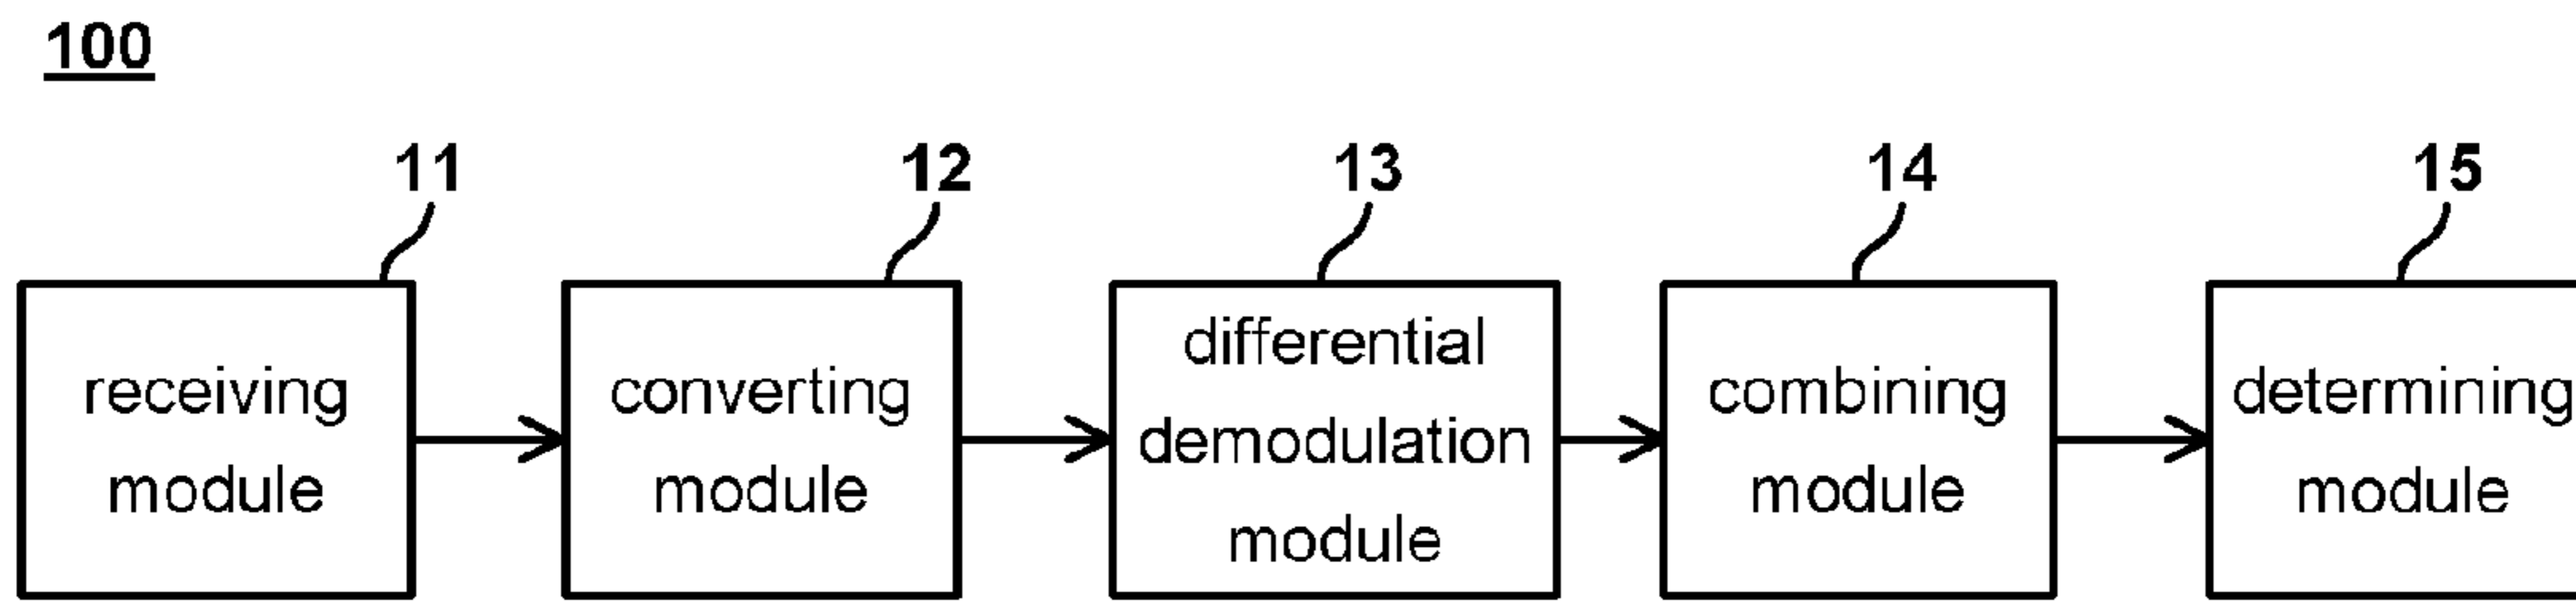 100
11
12
13
14
15
receiving
module
converting
module
differential
demodulation
module
combining
module
determining
module